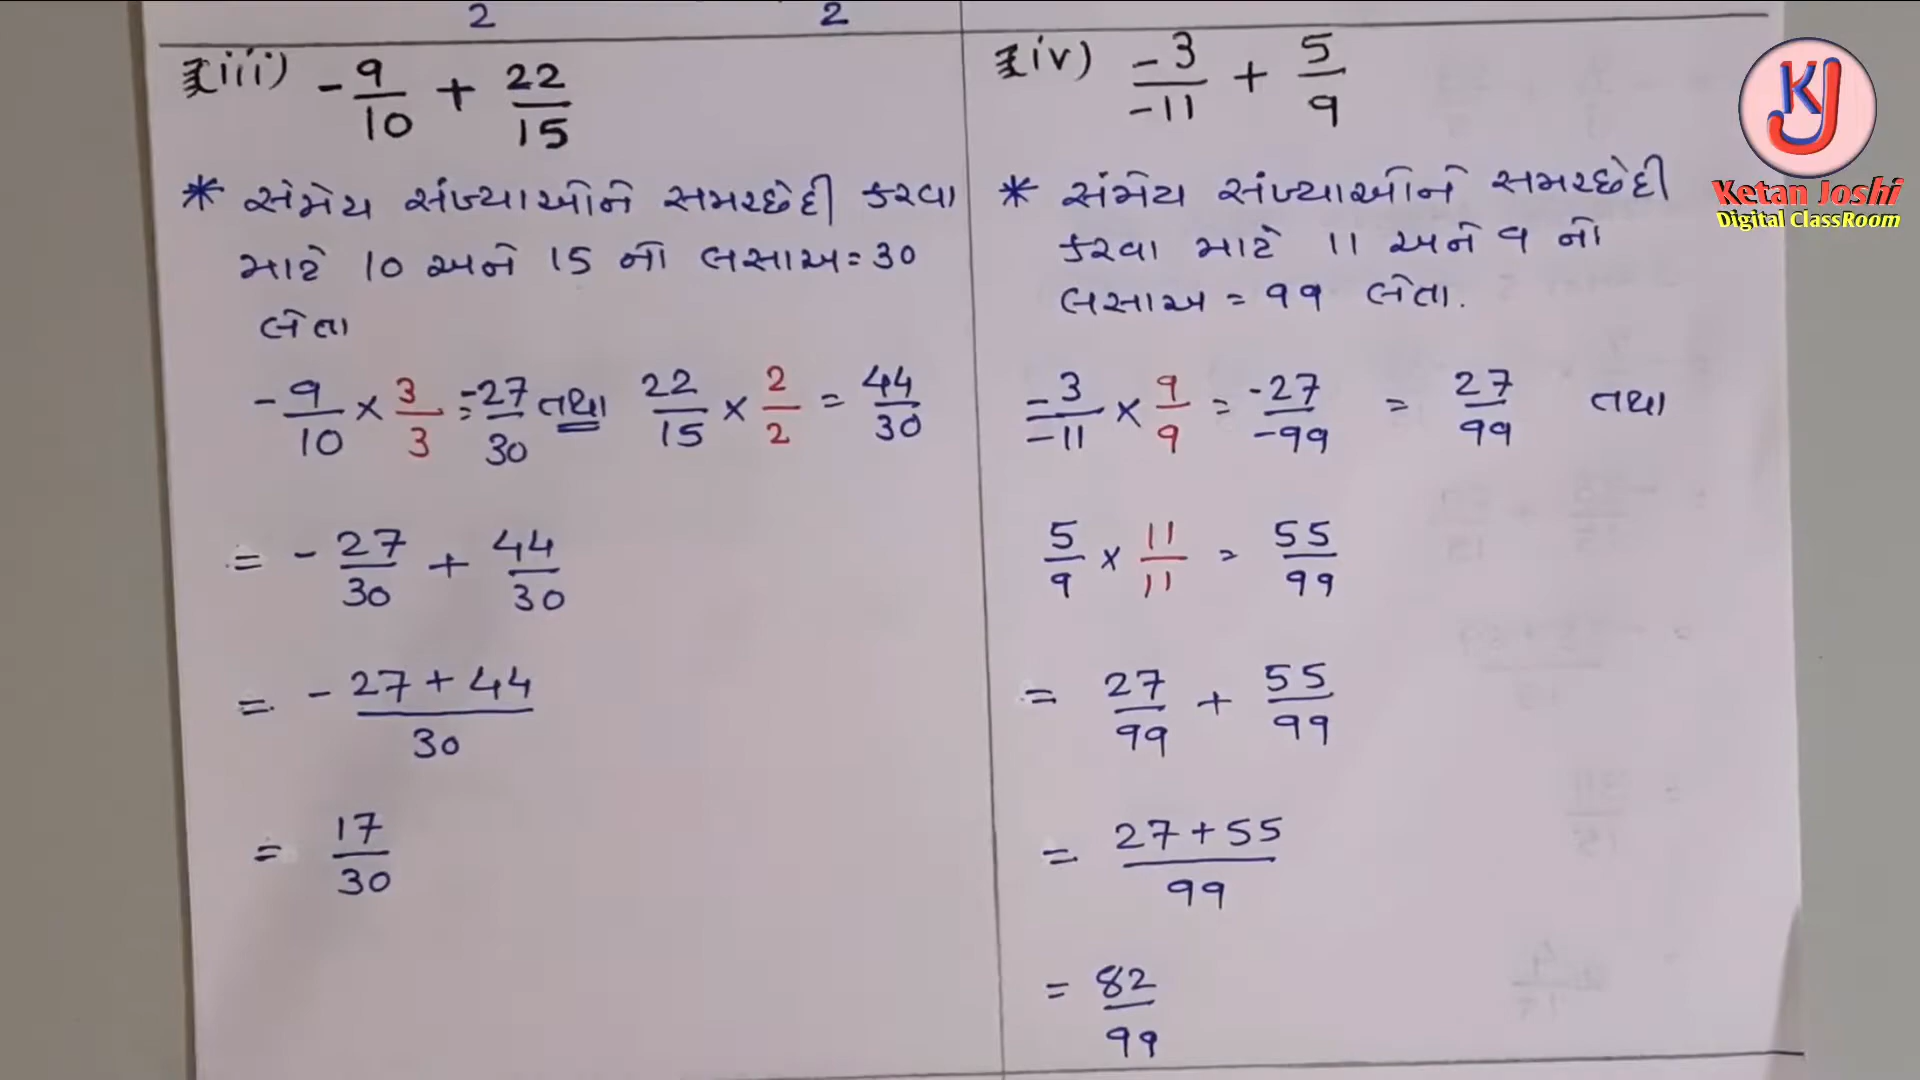 2 2
(iii) -9/10 + 22/15
* સંમેય સંખ્યાઓને સમચ્છેદી કરવા
માટે 10 અને 15 નો લસાઅ = 30
લેતા
-9/10 × 3/3 = -27/30 તથા 22/15 × 2/2 = 44/30
= -27/30 + 44/30
= -27+44/30
= 17/30
(iv) -3/-11 + 5/9
* સંમેય સંખ્યાઓને સમચ્છેદી
કરવા માટે 11 અને 9 નો
લસાઅ = 99 લેતા.
-3/-11 × 9/9 = -27/-99 = 27/99 તથા
5/9 × 11/11 = 55/99
= 27/99 + 55/99
= 27+55/99
= 82/99
KJ
Ketan Joshi
Digital ClassRoom